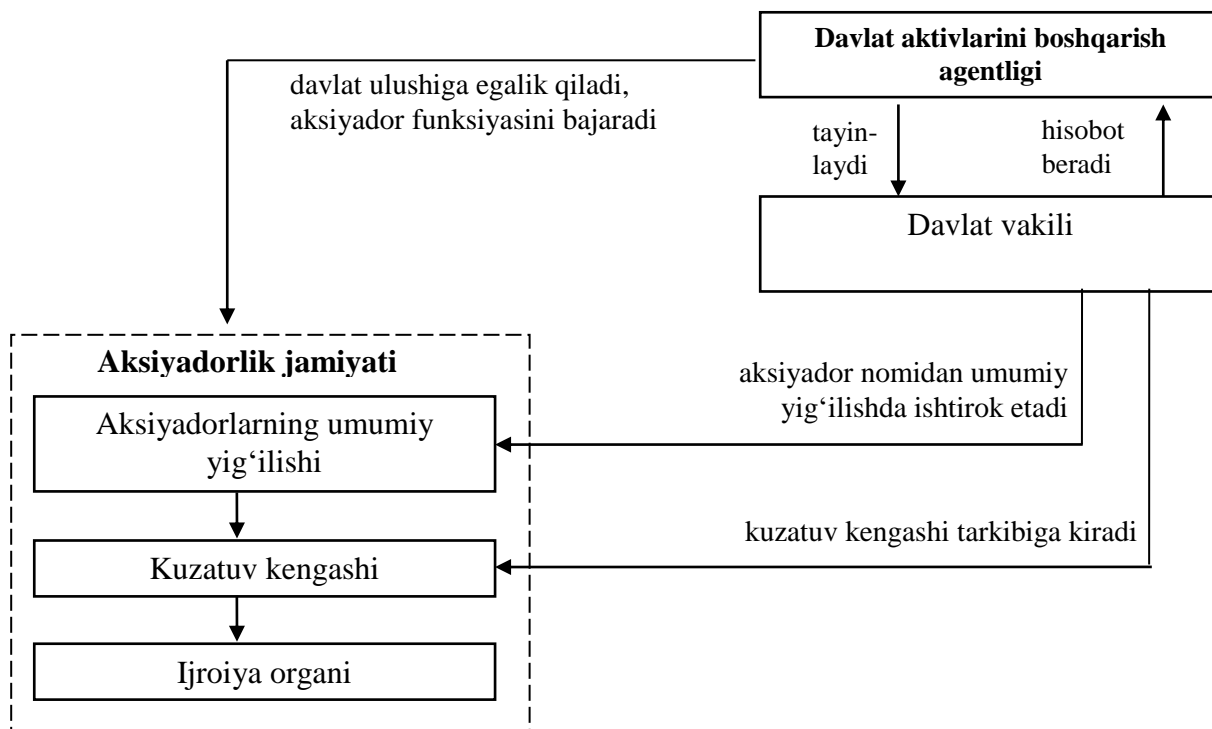 Davlat aktivlarini boshqarish
agentligi
davlat ulushiga egalik qiladi,
aksiyador funksiyasini bajaradi
tayin-
laydi
hisobot
beradi
Davlat vakili
Aksiyadorlik jamiyati
aksiyador nomidan umumiy
yig‘ilishda ishtirok etadi
Aksiyadorlarning umumiy
yig‘ilishi
kuzatuv kengashi tarkibiga kiradi
Kuzatuv kengashi
Ijroiya organi